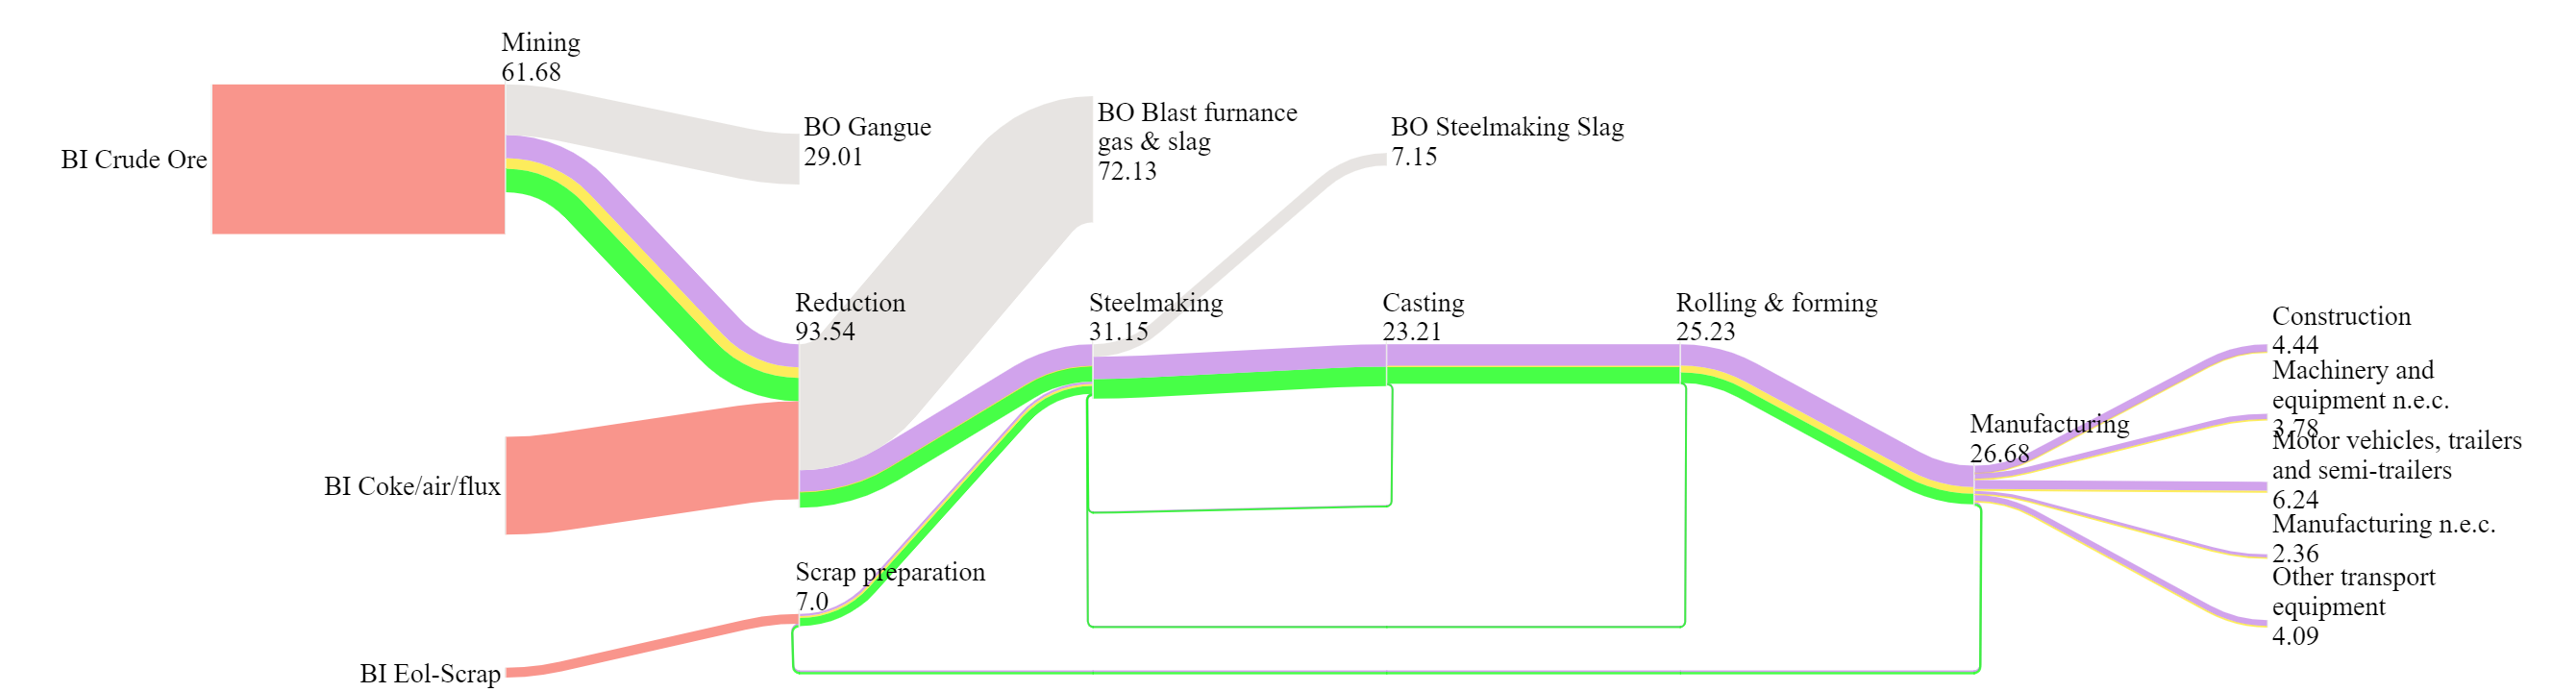 Mining
61.68
BI Crude Ore
BO Gangue
29.01
BO Blast furnance
gas & slag
72.13
BO Steelmaking Slag
7.15
Reduction
93.54
Steelmaking
31.15
Casting
23.21
Rolling & forming
25.23
BI Coke/air/flux
Scrap preparation
7.0
BI Eol-Scrap
Manufacturing
26.68
Construction
4.44
Machinery and
equipment n.e.c.
3.78
Motor vehicles, trailers
and semi-trailers
6.24
Manufacturing n.e.c.
2.36
Other transport
equipment
4.09